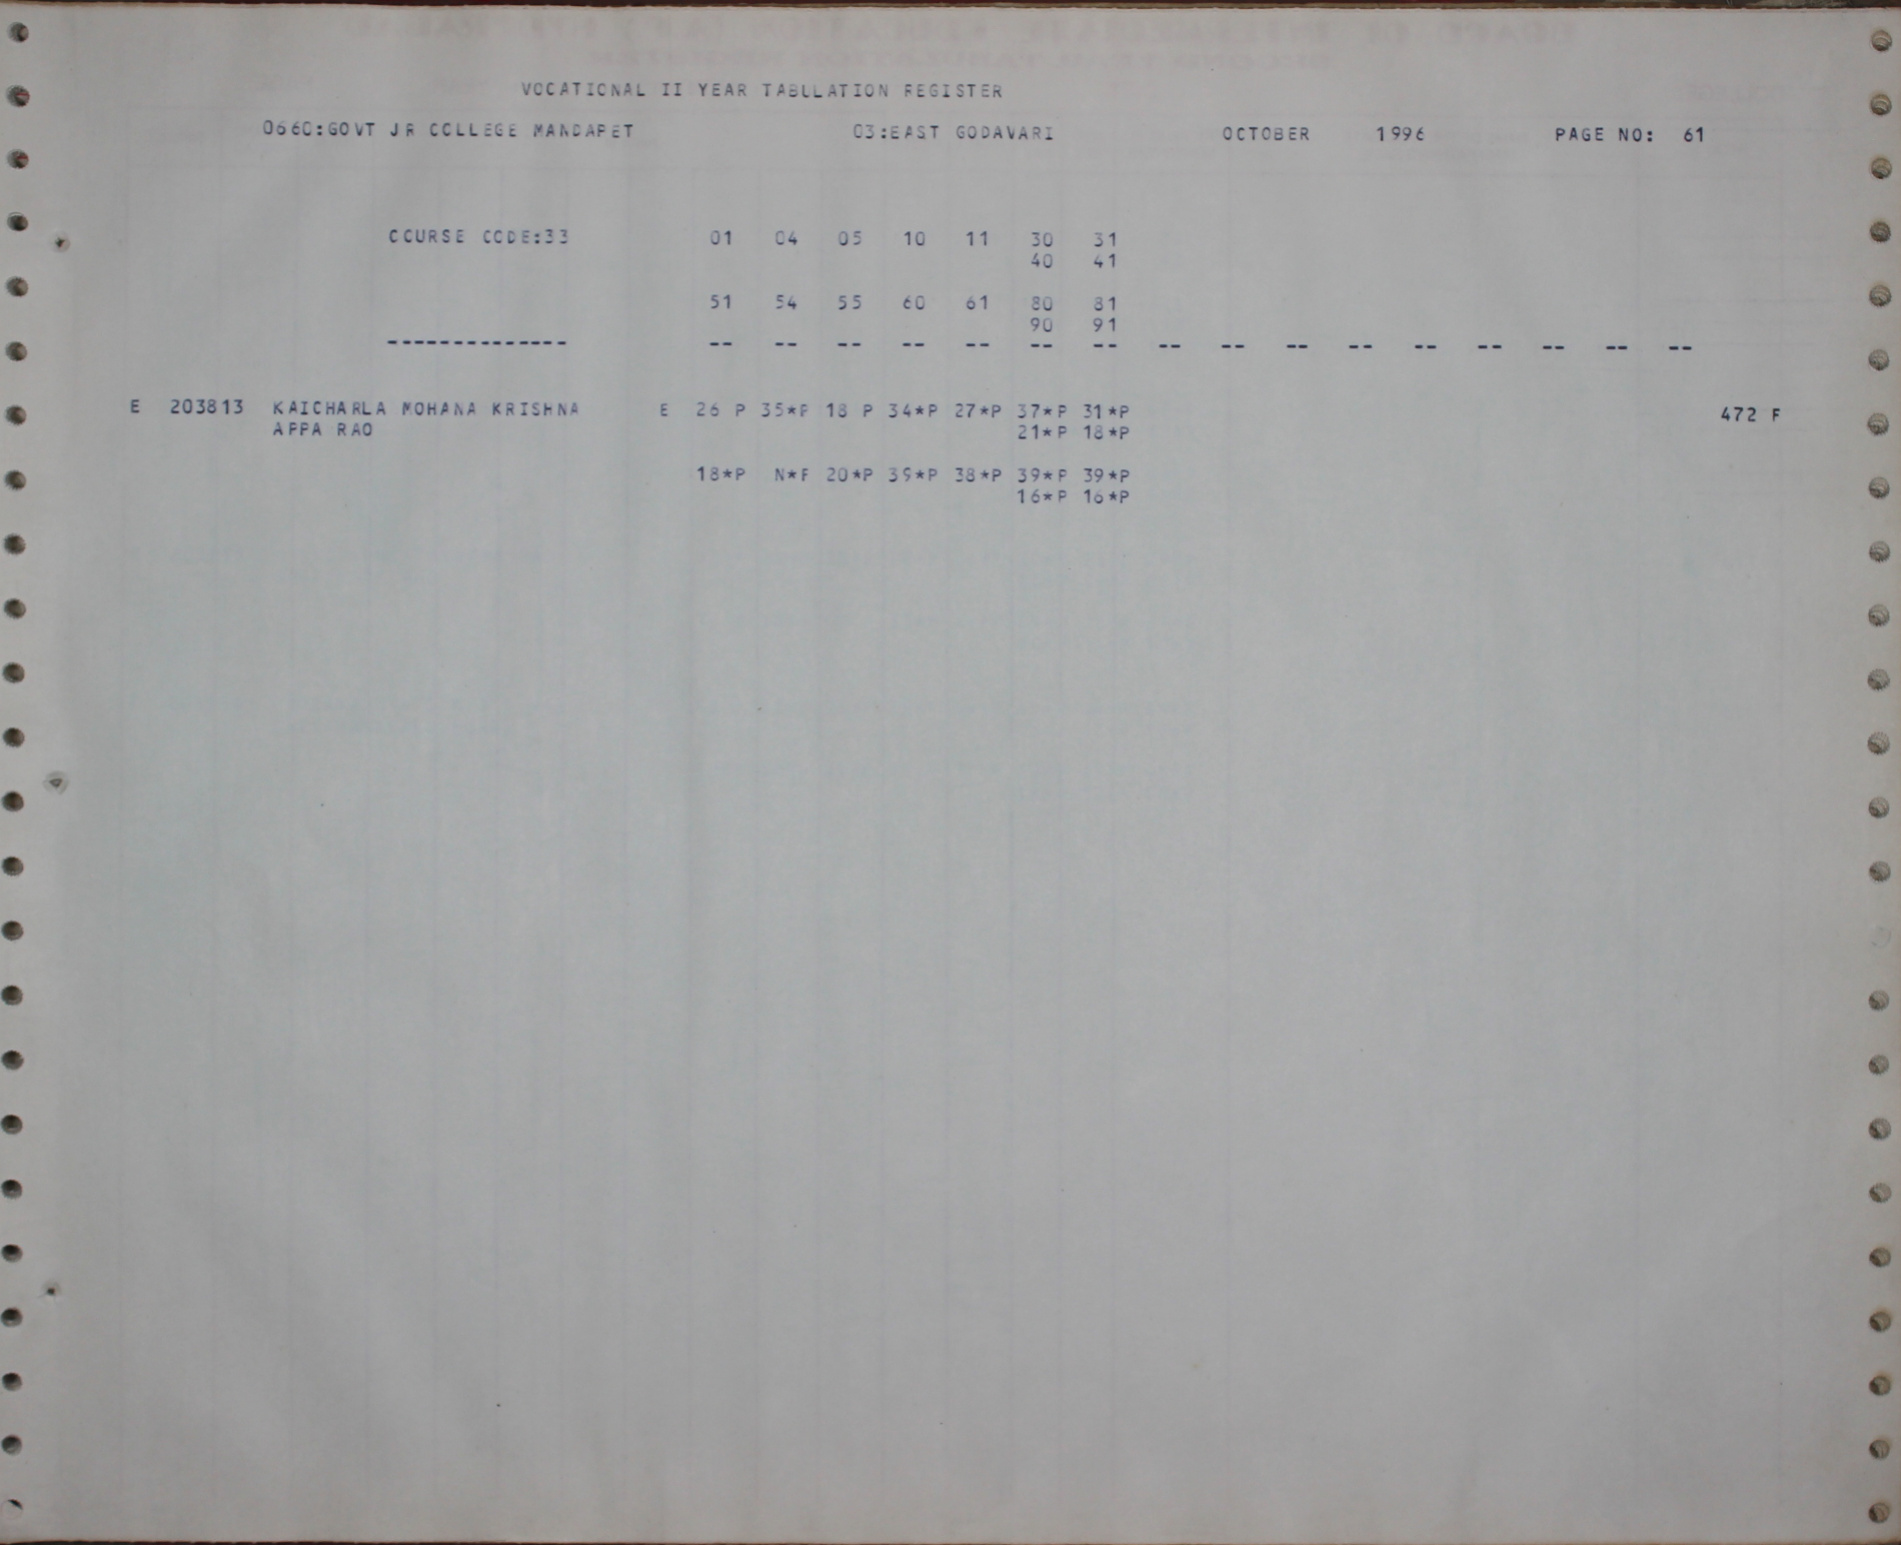 VOCATIONAL II YEAR TABULATION REGISTER
0660:GOVT JR COLLEGE MANDAPET 03:EAST GODAVARI OCTOBER 1996 PAGE NO: 61
COURSE CODE:33 01 04 05 10 11 30 31
40 41
51 54 55 60 61 80 81
90 91
-------------- -- -- -- -- -- -- -- -- -- -- -- -- -- -- -- --
E 203813 KAICHARLA MOHANA KRISHNA E 26 P 35*P 18 P 34*P 27*P 37*P 31*P 472 F
APPA RAO 21*P 18*P
18*P N*F 20*P 39*P 38*P 39*P 39*P
16*P 16*P